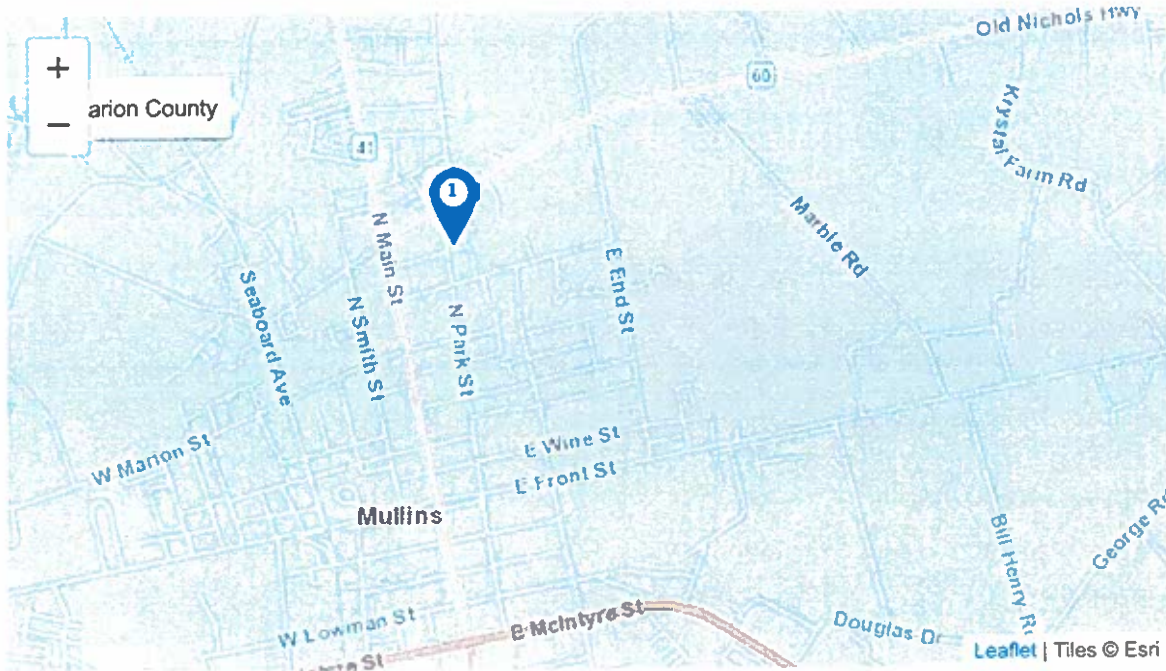 Old Nichols Hwy
60
+
arion County
−
41
1
Krystal Farm Rd
Marble Rd
N Main St
E End St
Seaboard Ave
N Smith St
N Park St
W Marion St
E Wine St
E Front St
Mullins
Bill Henry R
George R
W Lowman St
E McIntyre St
Douglas Dr
Leaflet | Tiles © Esri